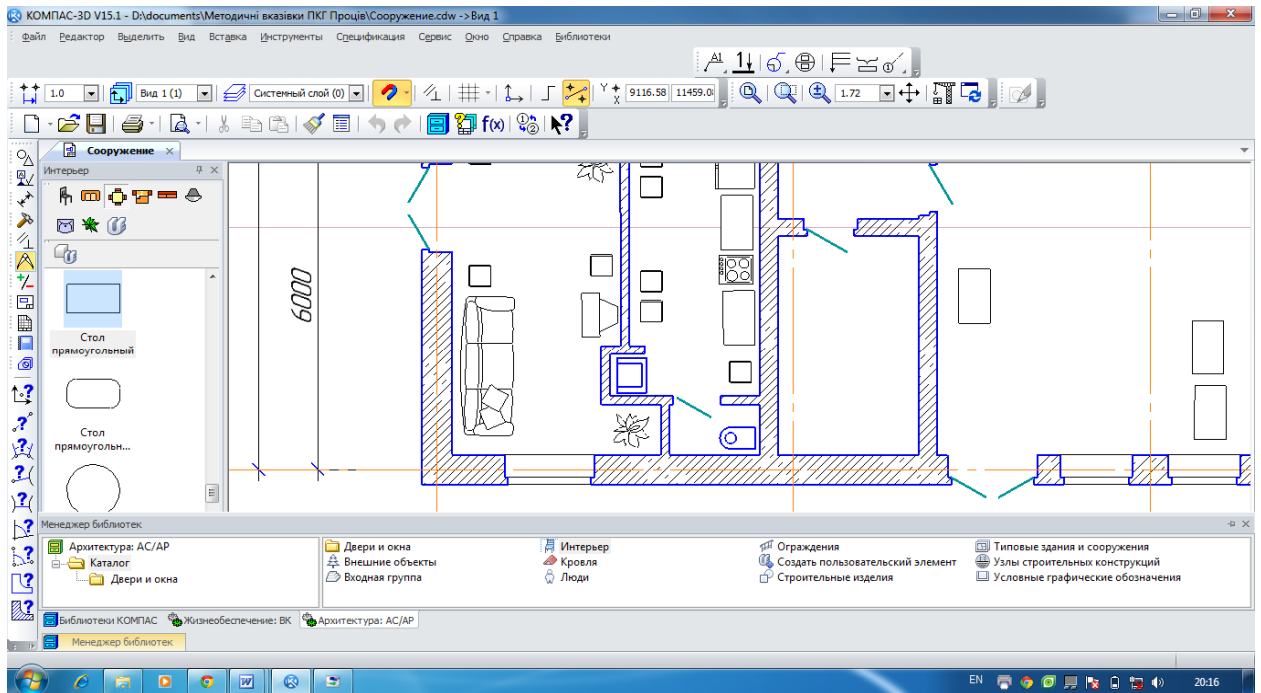 КОМПАС-3D V15.1 - D:\documents\Методичні вказівки ПКГ Проців\Сооружение.cdw ->Вид 1
Файл Редактор Выделить Вид Вставка Инструменты Спецификация Сервис Окно Справка Библиотеки
1.0 Вид 1 (1) Системный слой (0) 9116.58 11459.0 1.72
f(x)
Сооружение
Интерьер
6000
Стол
прямоугольный
Стол
прямоугольн...
Менеджер библиотек
Архитектура: АС/АР
Каталог
Двери и окна
Двери и окна
Внешние объекты
Входная группа
Интерьер
Кровля
Люди
Ограждения
Создать пользовательский элемент
Строительные изделия
Типовые здания и сооружения
Узлы строительных конструкций
Условные графические обозначения
Библиотеки КОМПАС Жизнеобеспечение: ВК Архитектура: АС/АР
Менеджер библиотек
EN 20:16